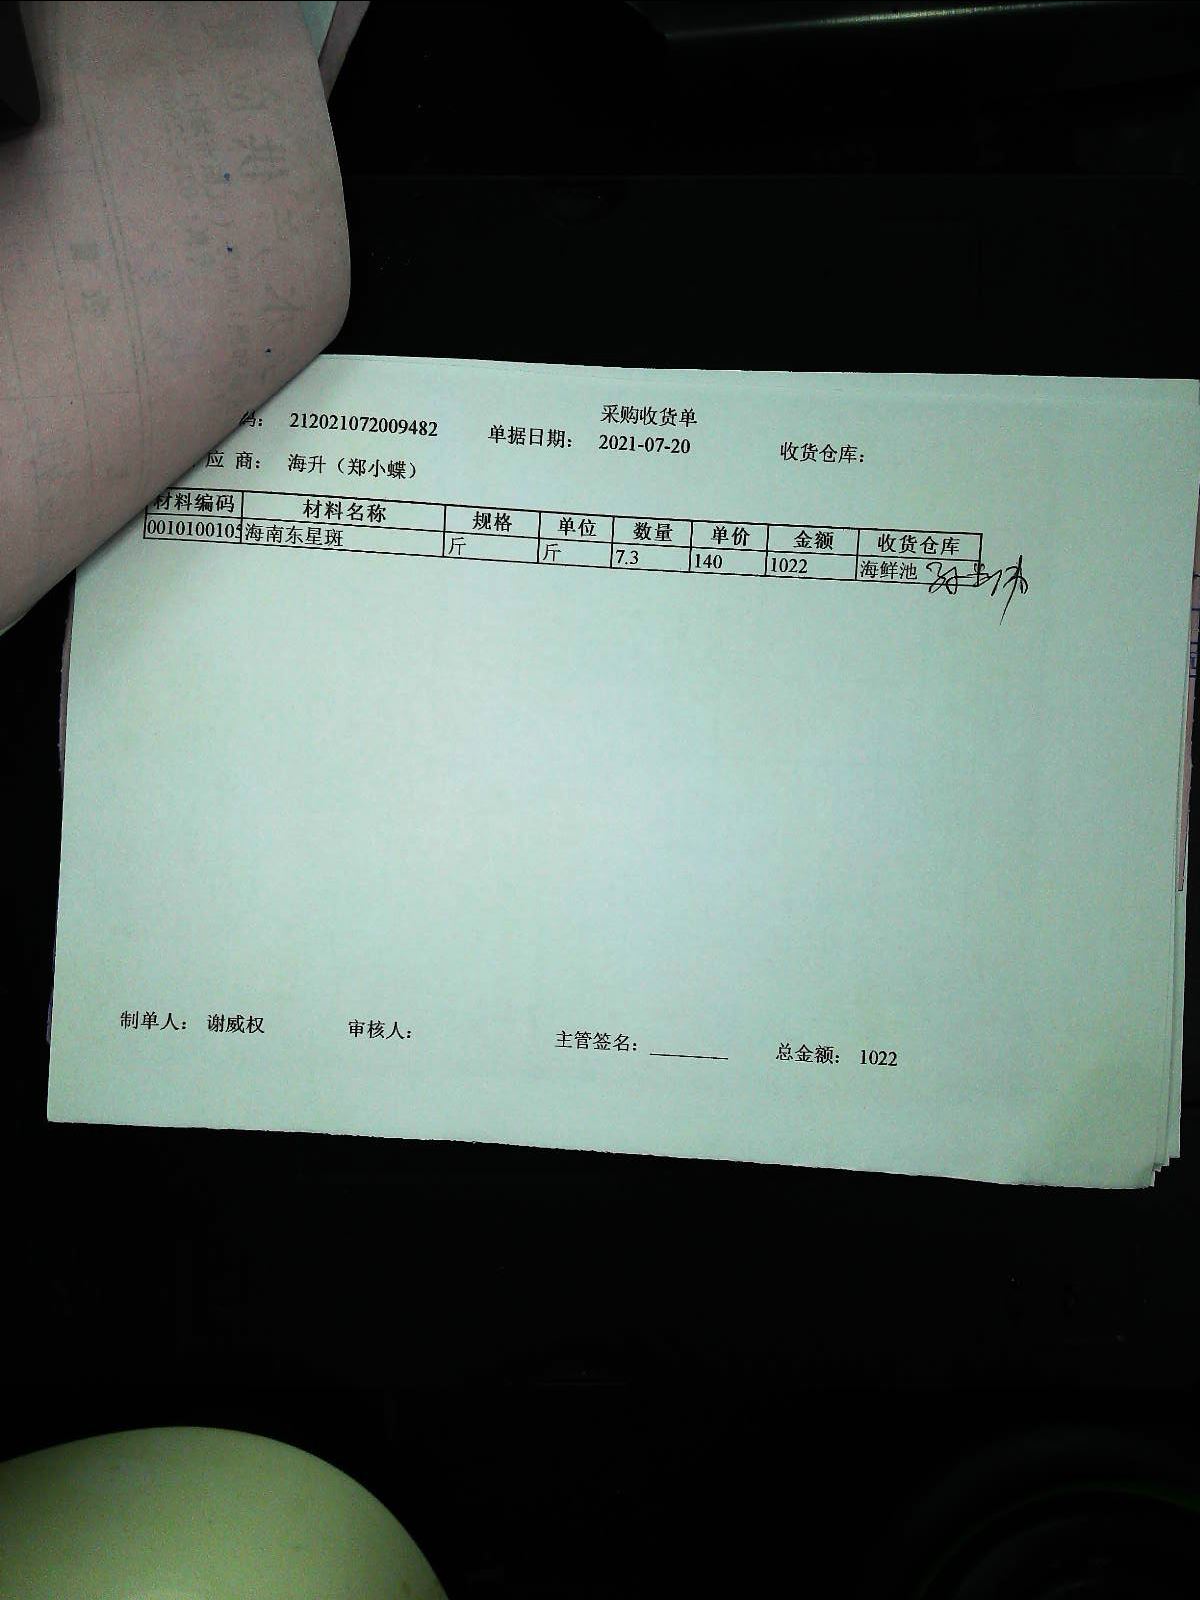 采购收货单
码: 212021072009482 单据日期: 2021-07-20 收货仓库:
应 商: 海升（郑小蝶）
材料编码 材料名称 规格 单位 数量 单价 金额 收货仓库
0010100105 海南东星斑 斤 斤 7.3 140 1022 海鲜池
制单人: 谢威权 审核人: 主管签名: 总金额: 1022